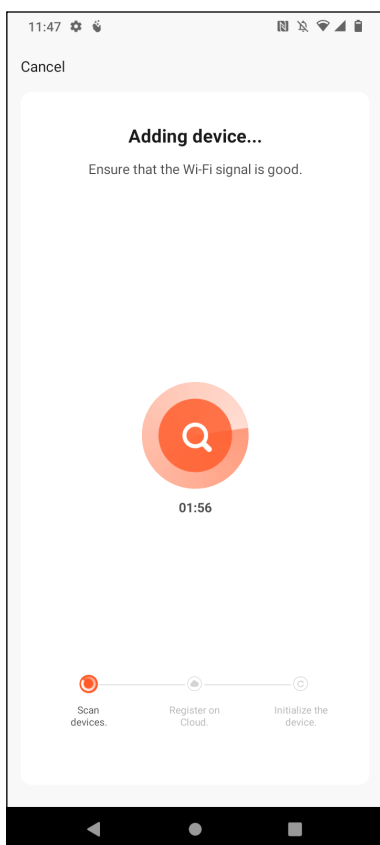 11:47
Cancel
Adding device...
Ensure that the Wi-Fi signal is good.
01:56
Scan
devices.
Register on
Cloud.
Initialize the
device.